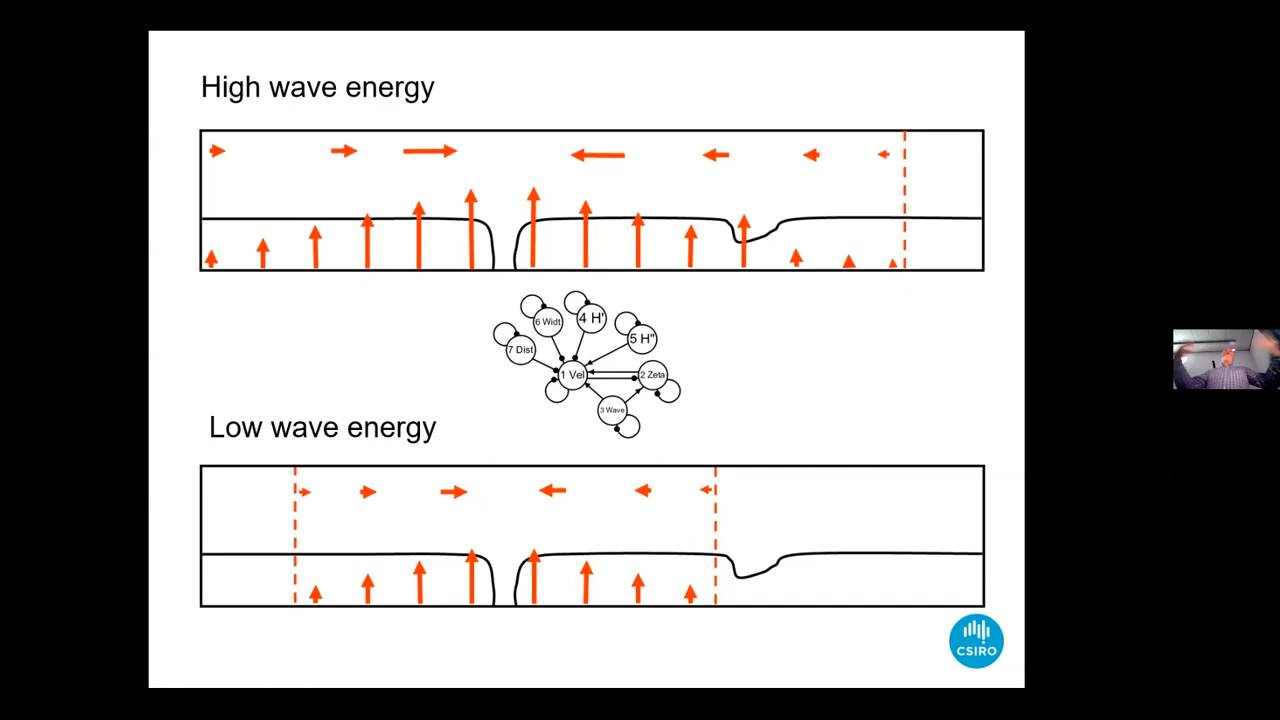 High wave energy
6 Widt
4 H'
5 H"
7 Dist
1 Vel
2 Zeta
3 Wave
Low wave energy
CSIRO